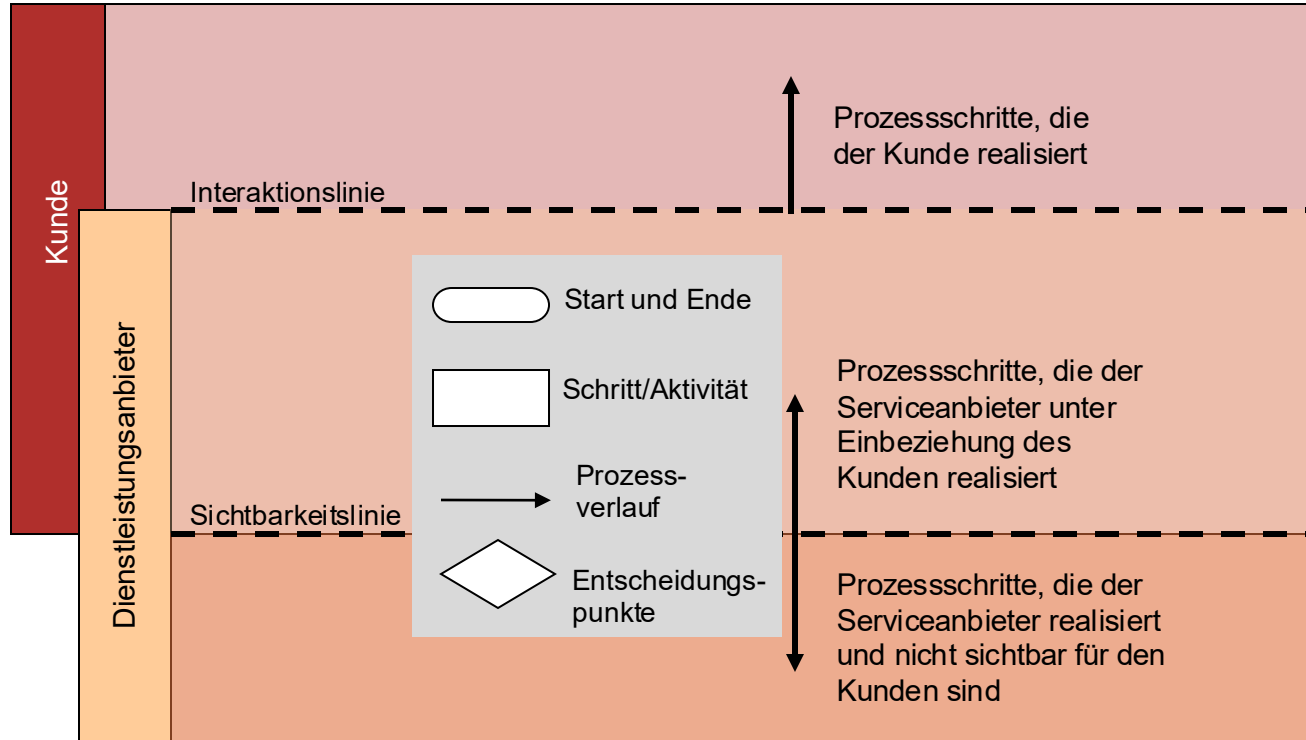 Kunde
Dienstleistungsanbieter
Interaktionslinie
Prozessschritte, die
der Kunde realisiert
Start und Ende
Schritt/Aktivität
Prozess-
verlauf
Entscheidungs-
punkte
Prozessschritte, die der
Serviceanbieter unter
Einbeziehung des
Kunden realisiert
Sichtbarkeitslinie
Prozessschritte, die der
Serviceanbieter realisiert
und nicht sichtbar für den
Kunden sind